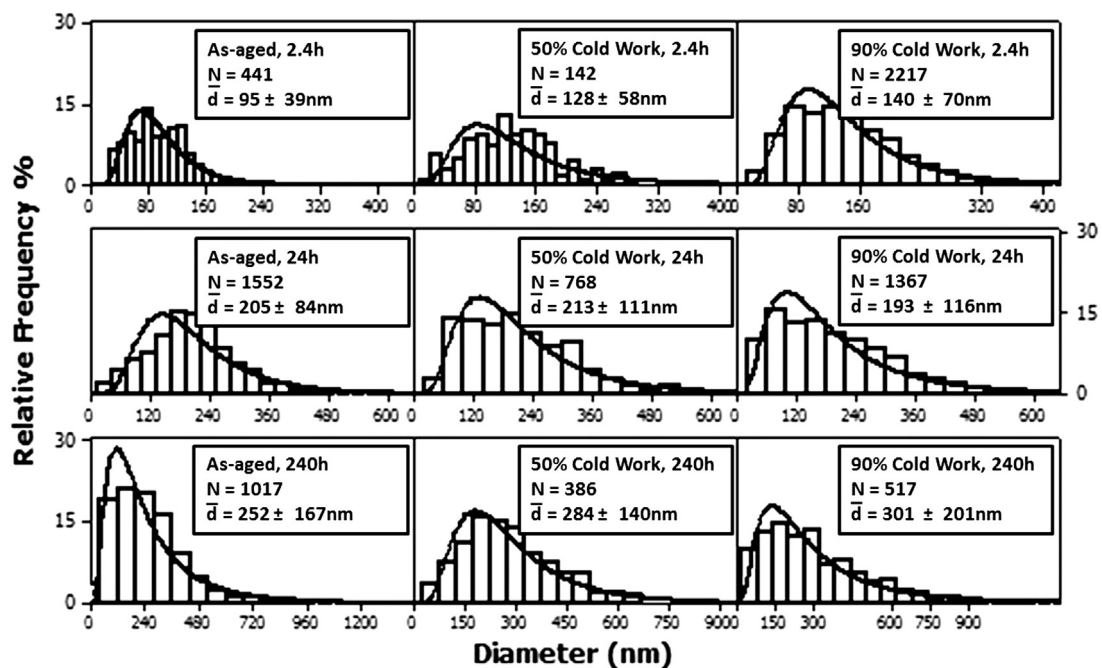 30
15
0
As-aged, 2.4h
N = 441
d̅ = 95 ± 39nm
50% Cold Work, 2.4h
N = 142
d̅ = 128 ± 58nm
90% Cold Work, 2.4h
N = 2217
d̅ = 140 ± 70nm
0 80 160 240 320 400
0 80 160 240 320 400
80 160 320 400
Relative Frequency %
As-aged, 24h
N = 1552
d̅ = 205 ± 84nm
50% Cold Work, 24h
N = 768
d̅ = 213 ± 111nm
90% Cold Work, 24h
N = 1367
d̅ = 193 ± 116nm
30
15
0
0 120 240 360 480 600
0 120 240 360 480 600
0 120 240 360 480 600
30
15
0
As-aged, 240h
N = 1017
d̅ = 252 ± 167nm
50% Cold Work, 240h
N = 386
d̅ = 284 ± 140nm
90% Cold Work, 240h
N = 517
d̅ = 301 ± 201nm
0 240 480 720 960 1200
0 150 300 450 600 750 9000
150 300 450 600 750 900
Diameter (nm)